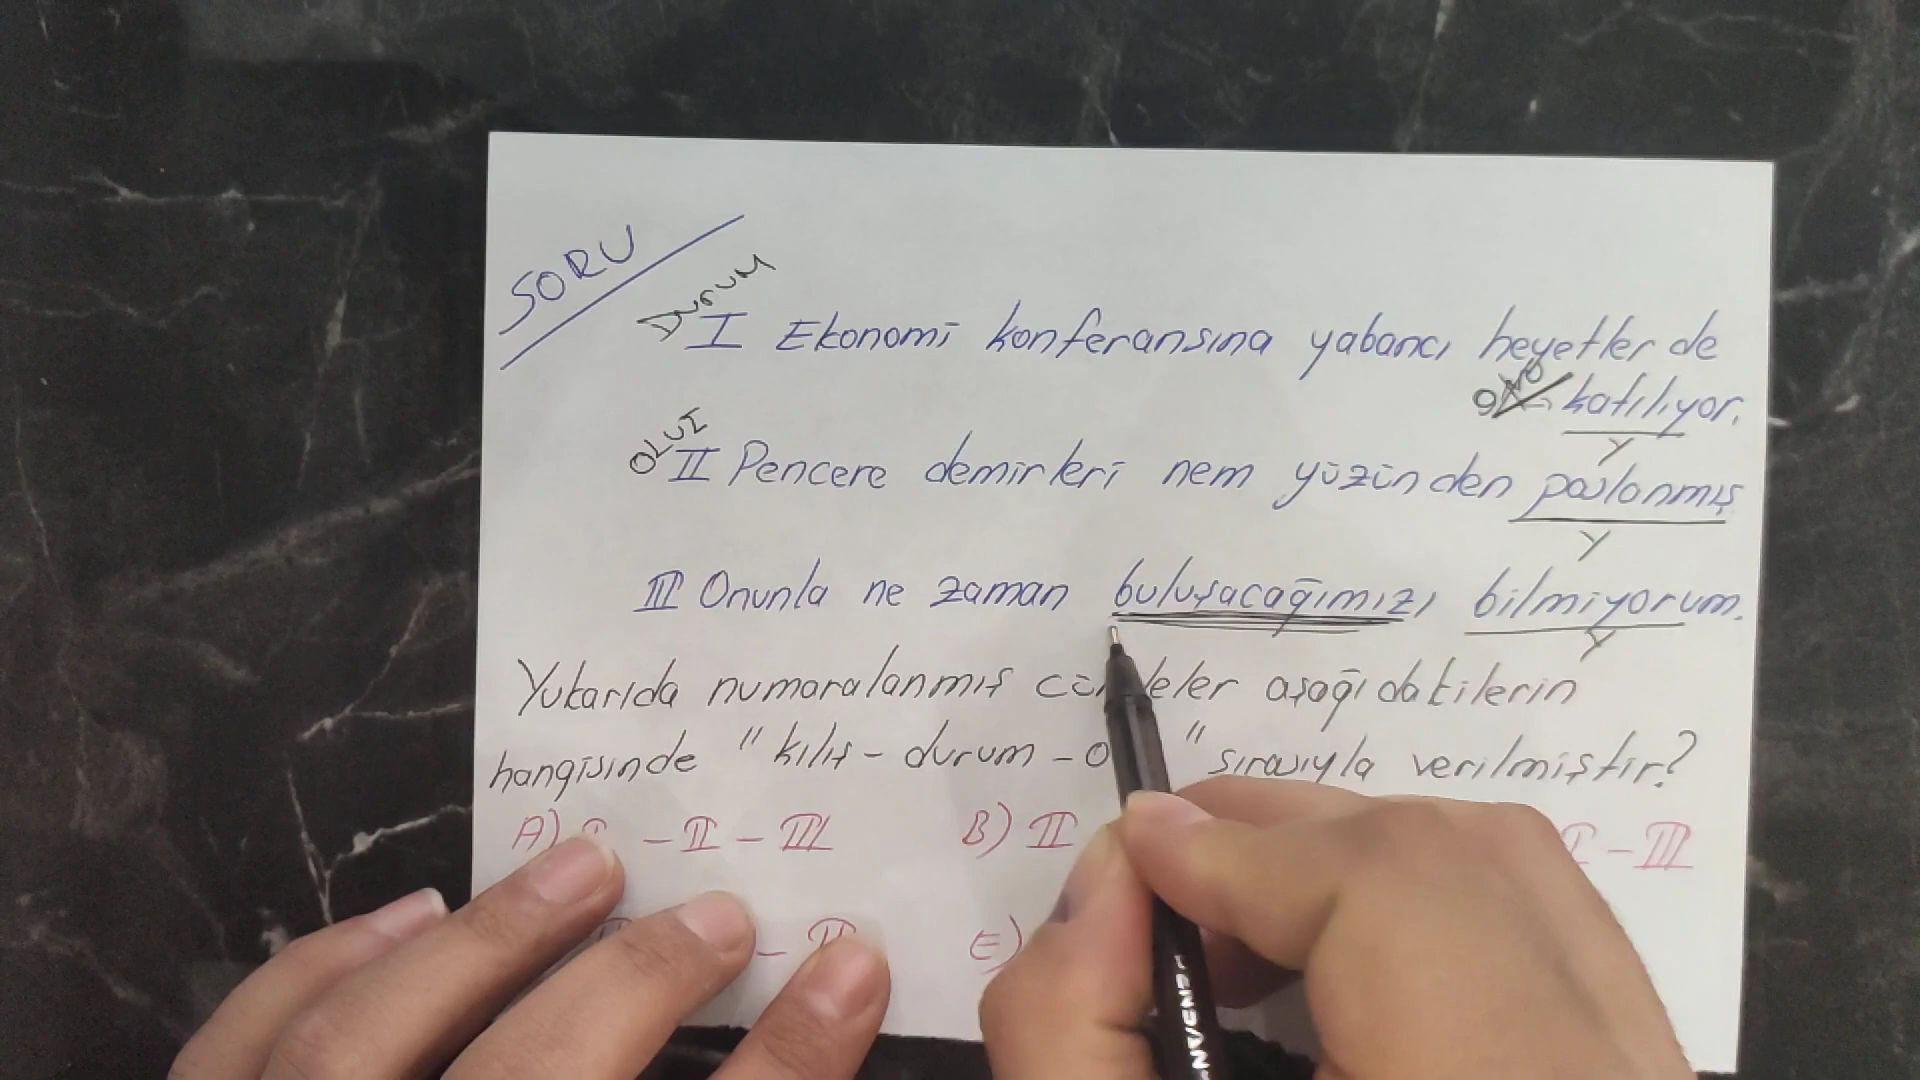 SORU
DURUM
I Ekonomi konferansına yabancı heyetler de
katılıyor.
Y
OLUŞ
II Pencere demirleri nem yüzünden paslanmış
Y
III Onunla ne zaman buluşacağımızı bilmiyorum.
Y
Yukarıda numaralanmış aşağıdakilerin
hangisinde "kılış - durum - " sırasıyla verilmiştir?
A) - II - III
B) II
I - III
- II
E)